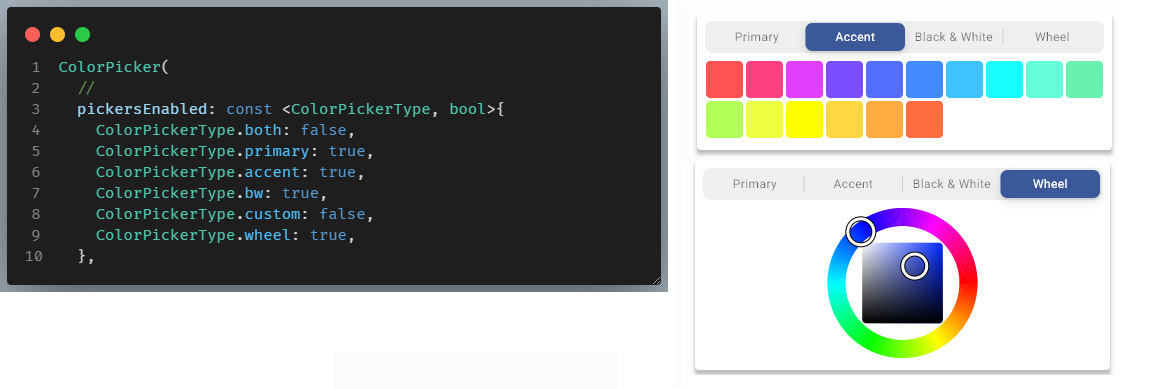 1 ColorPicker(
2 //
3 pickersEnabled: const <ColorPickerType, bool>{
4 ColorPickerType.both: false,
5 ColorPickerType.primary: true,
6 ColorPickerType.accent: true,
7 ColorPickerType.bw: true,
8 ColorPickerType.custom: false,
9 ColorPickerType.wheel: true,
10 },
Primary Accent Black & White Wheel
Primary Accent Black & White Wheel